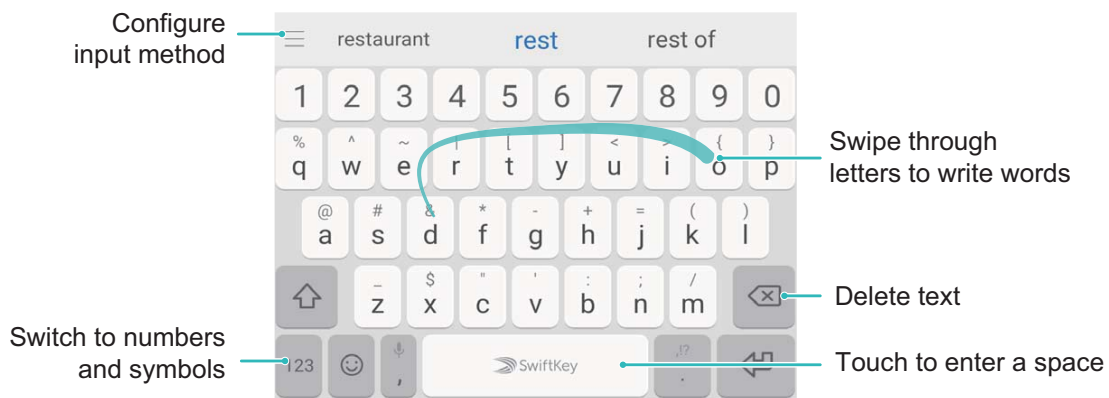 Configure
input method
restaurant rest rest of
1 2 3 4 5 6 7 8 9 0
% ^ ~ | [ ] < > { }
q w e r t y u i o p
Swipe through
letters to write words
@ # & * - + = ( )
a s d f g h j k l
_ $ " ' : ; /
z x c v b n m
Delete text
Switch to numbers
and symbols
123 , SwiftKey ,!? .
Touch to enter a space